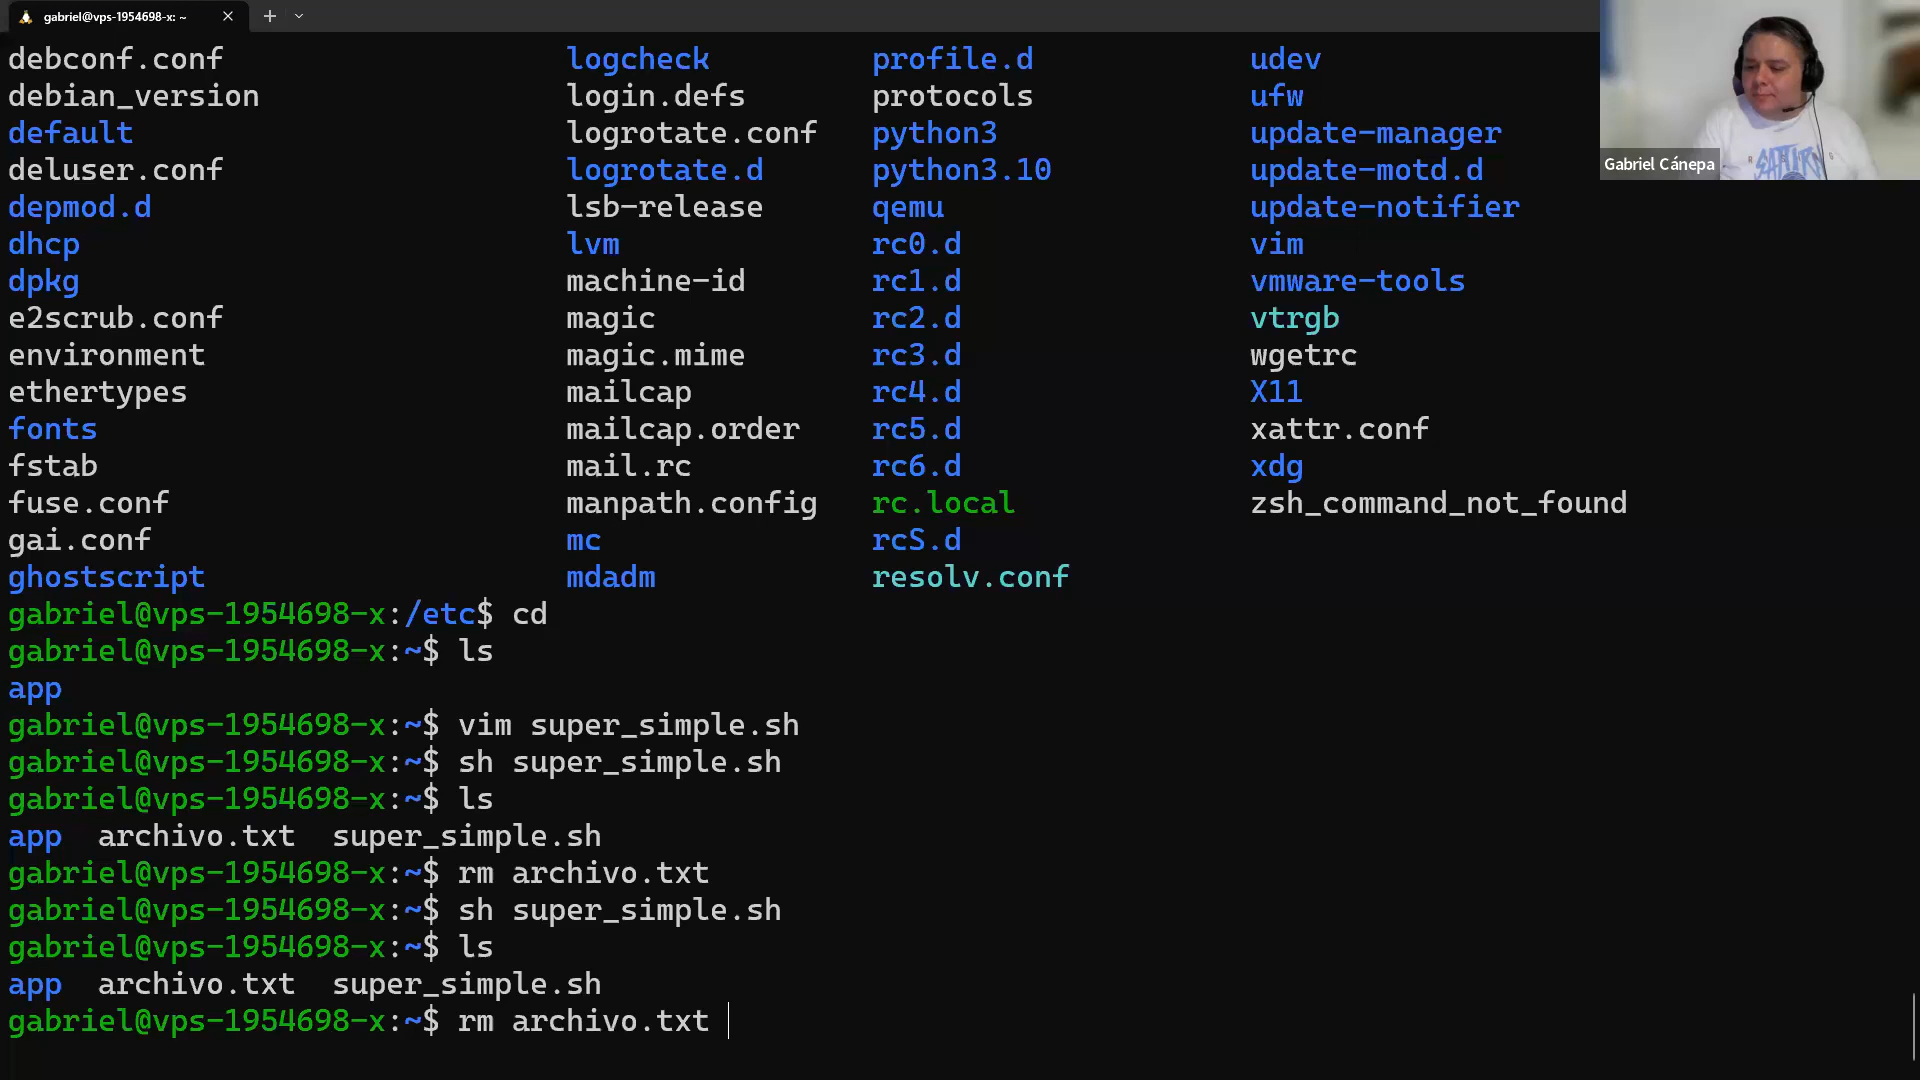 gabriel@vps-1954698-x: ~
debconf.conf logcheck profile.d udev
debian_version login.defs protocols ufw
default logrotate.conf python3 update-manager
deluser.conf logrotate.d python3.10 update-motd.d
depmod.d lsb-release qemu update-notifier
dhcp lvm rc0.d vim
dpkg machine-id rc1.d vmware-tools
e2scrub.conf magic rc2.d vtrgb
environment magic.mime rc3.d wgetrc
ethertypes mailcap rc4.d X11
fonts mailcap.order rc5.d xattr.conf
fstab mail.rc rc6.d xdg
fuse.conf manpath.config rc.local zsh_command_not_found
gai.conf mc rcS.d
ghostscript mdadm resolv.conf
gabriel@vps-1954698-x:/etc$ cd
gabriel@vps-1954698-x:~$ ls
app
gabriel@vps-1954698-x:~$ vim super_simple.sh
gabriel@vps-1954698-x:~$ sh super_simple.sh
gabriel@vps-1954698-x:~$ ls
app archivo.txt super_simple.sh
gabriel@vps-1954698-x:~$ rm archivo.txt
gabriel@vps-1954698-x:~$ sh super_simple.sh
gabriel@vps-1954698-x:~$ ls
app archivo.txt super_simple.sh
gabriel@vps-1954698-x:~$ rm archivo.txt
Gabriel Cánepa